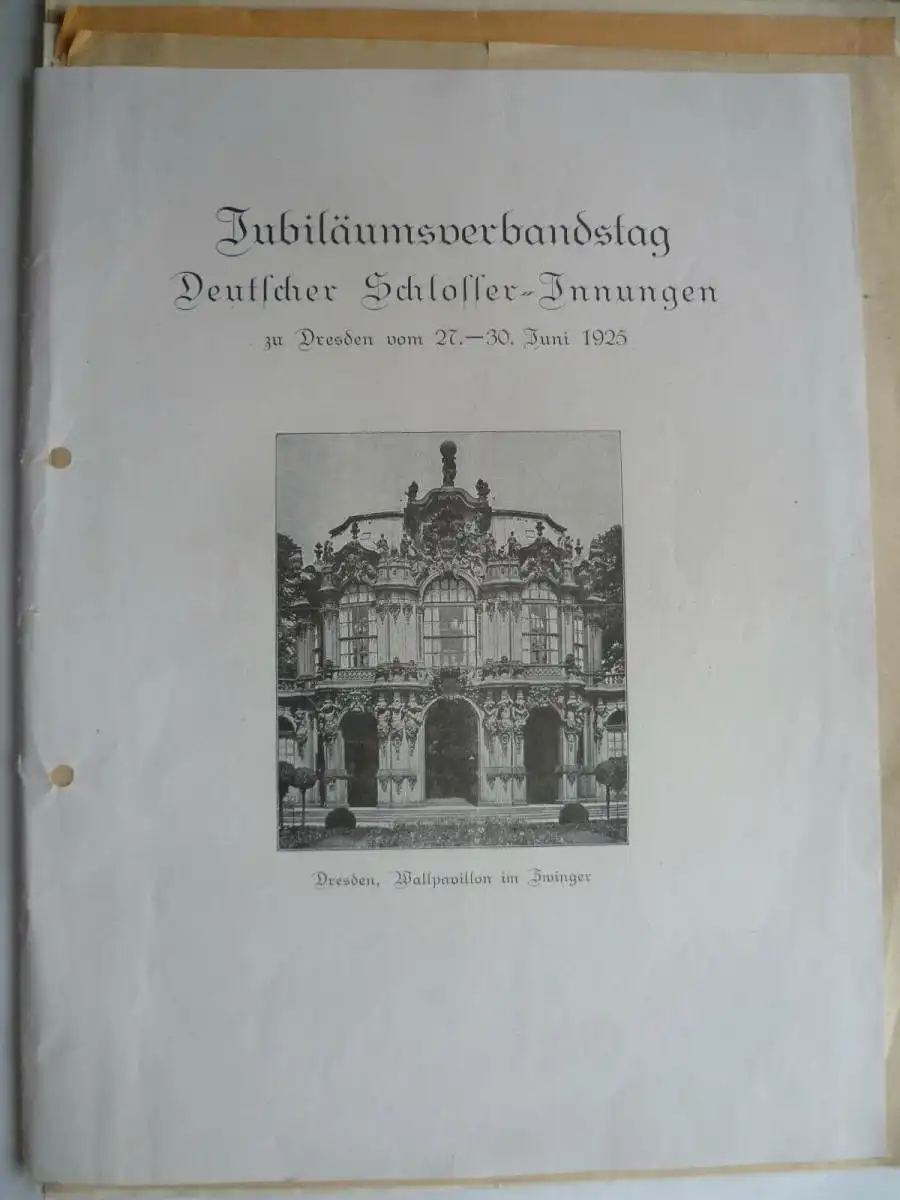 Jubiläumsverbandstag
Deutſcher Schloſſer-Innungen
zu Dresden vom 27.—30. Juni 1925
Dresden, Wallpavillon im Zwinger